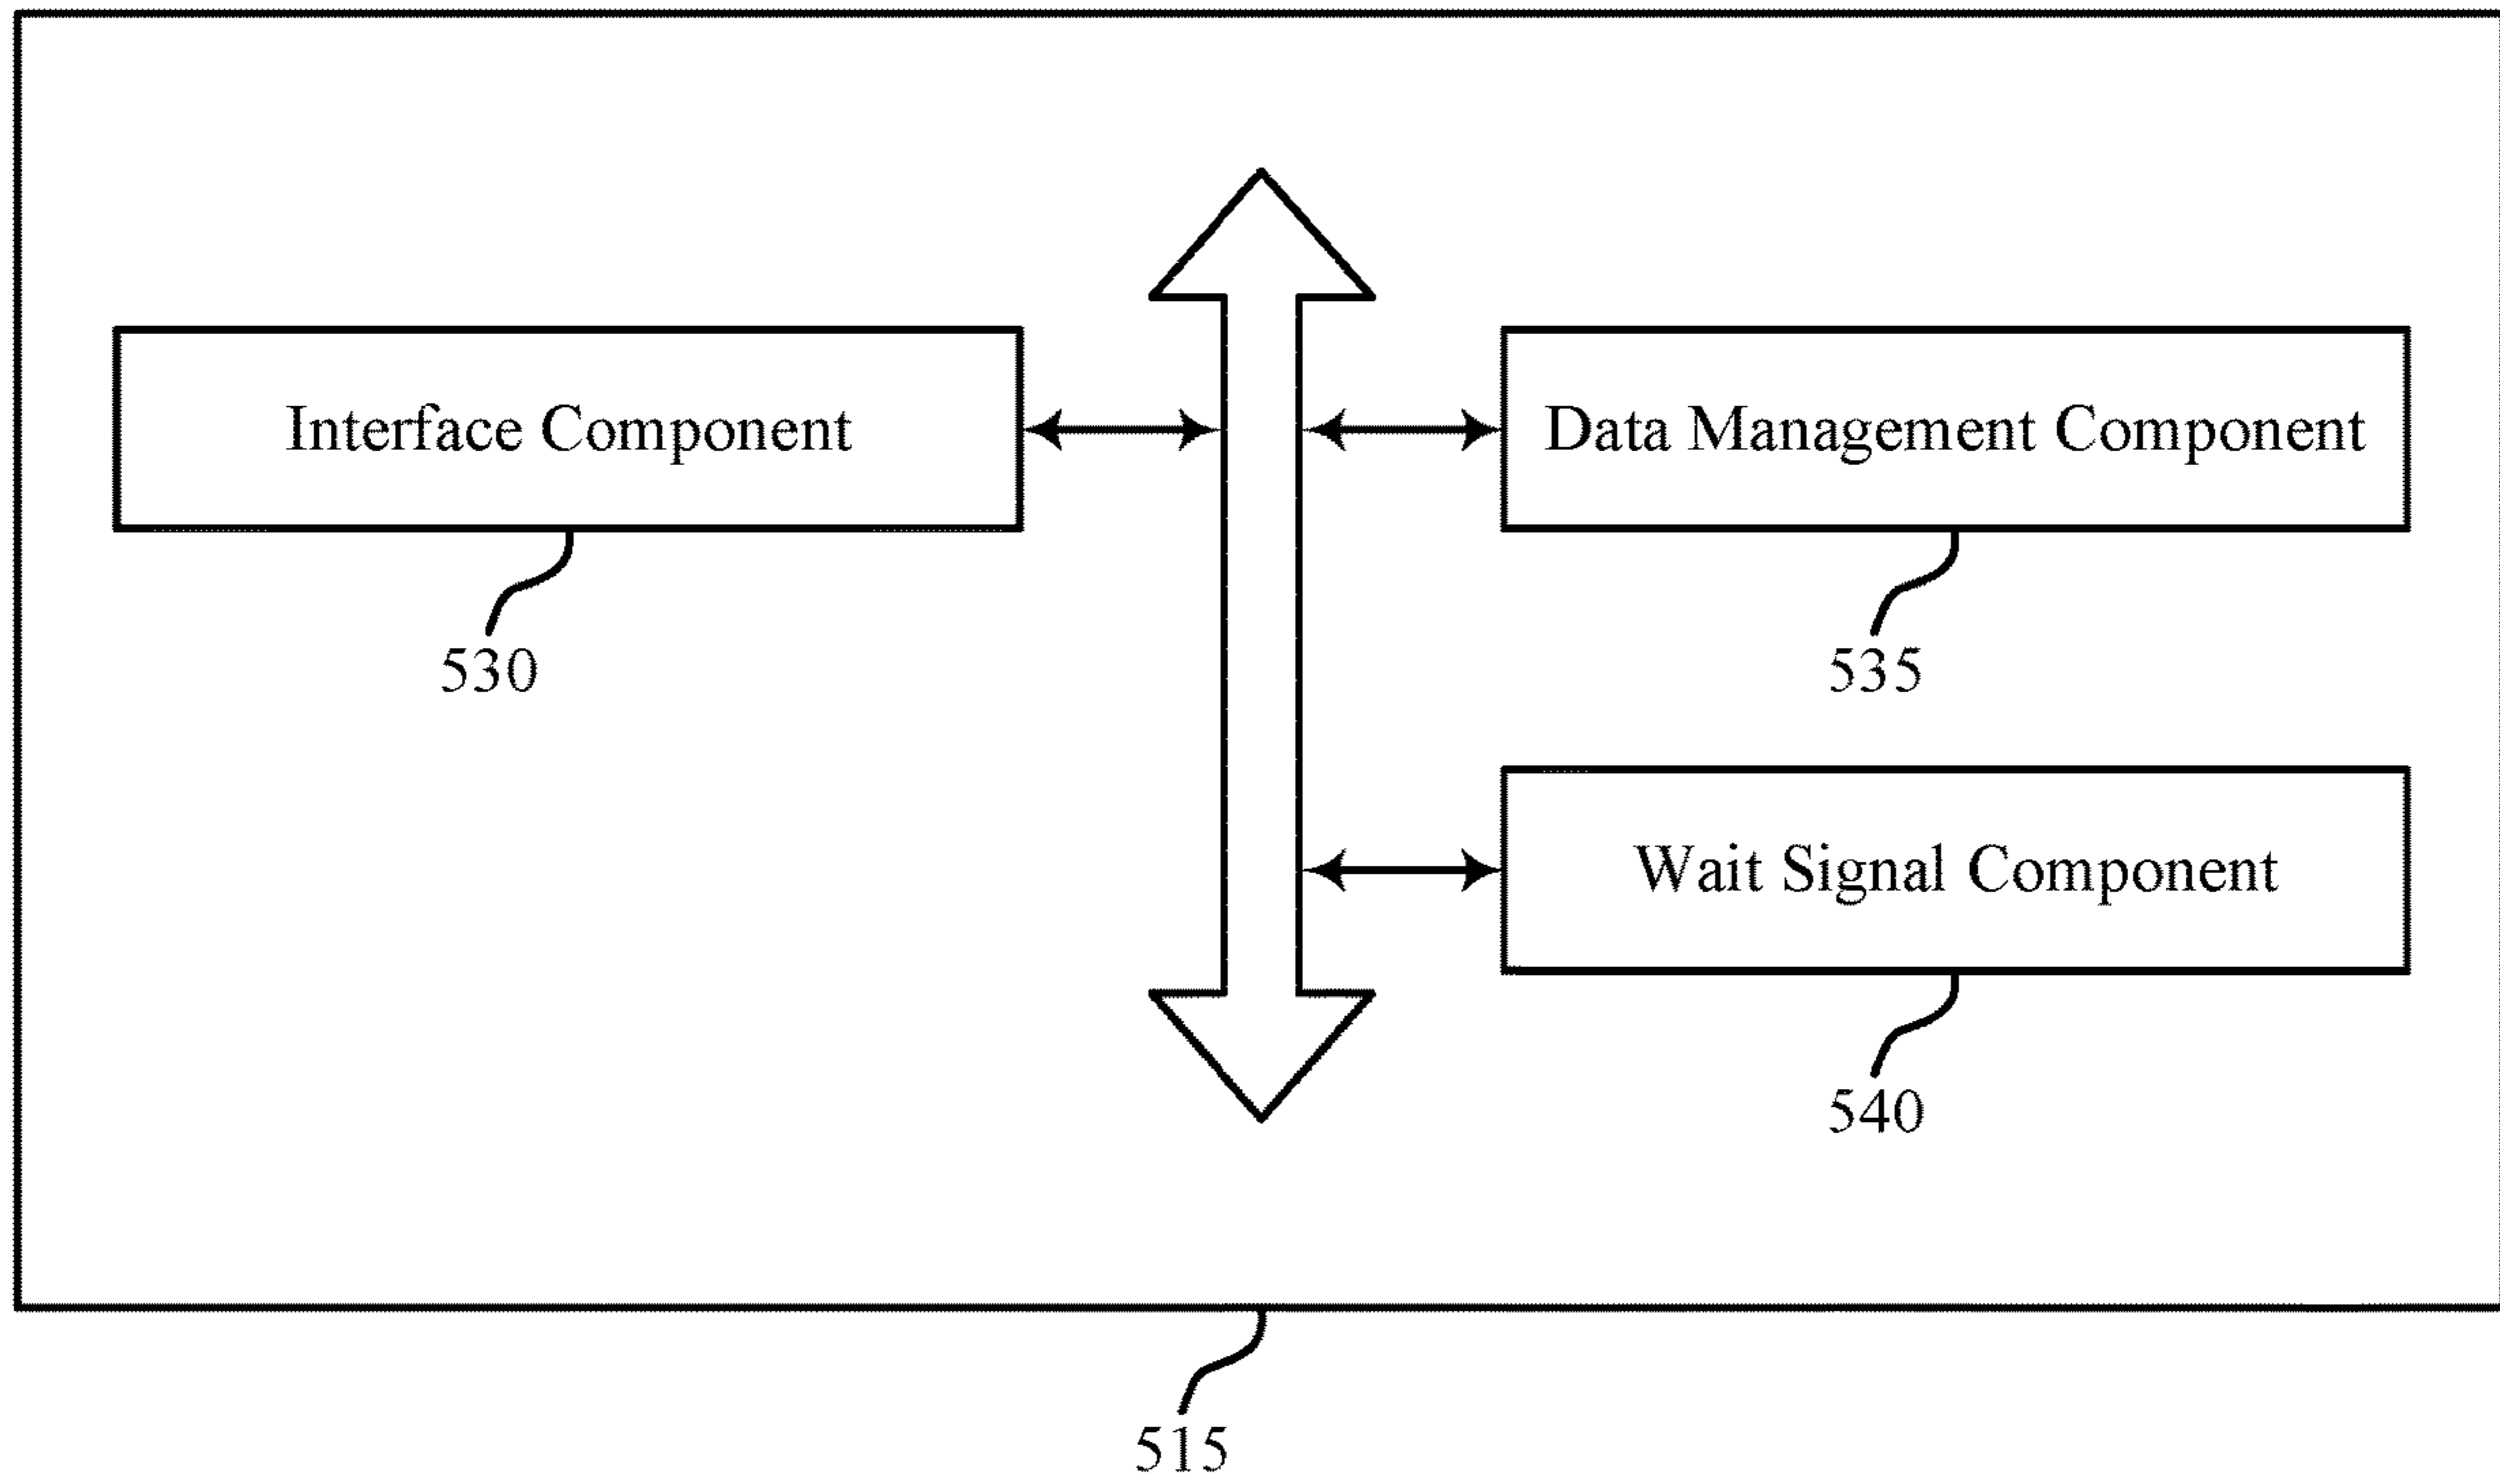 Interface Component
Data Management Component
530
535
Wait Signal Component
540
515